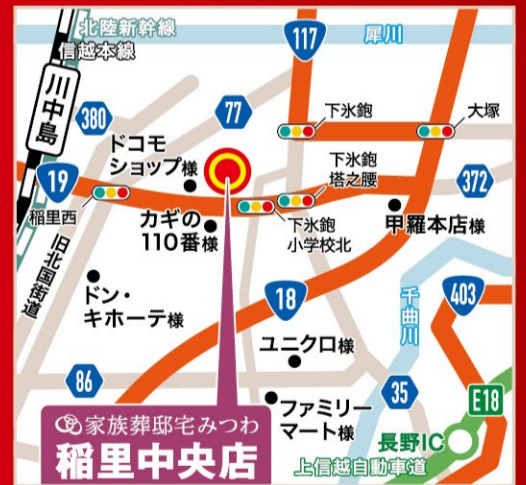 北陸新幹線
信越本線
川中島
117
犀川
380
77
下氷鉋
大塚
ドコモ
ショップ様
19
稲里西
下氷鉋
塔之腰
372
カギの
110番様
下氷鉋
小学校北
甲羅本店様
旧北国街道
ドン・
キホーテ様
18
千曲川
403
ユニクロ様
86
35
ファミリー
マート様
E18
長野IC
上信越自動車道
家族葬邸宅みつわ
稲里中央店